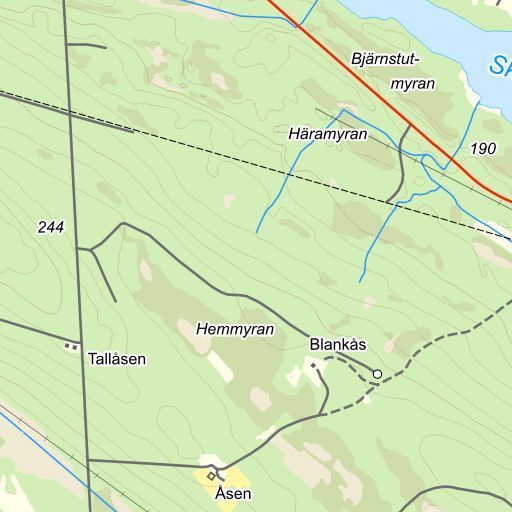 Bjärnstut-
myran
Häramyran
190
244
Hemmyran
Blankås
Tallåsen
Åsen